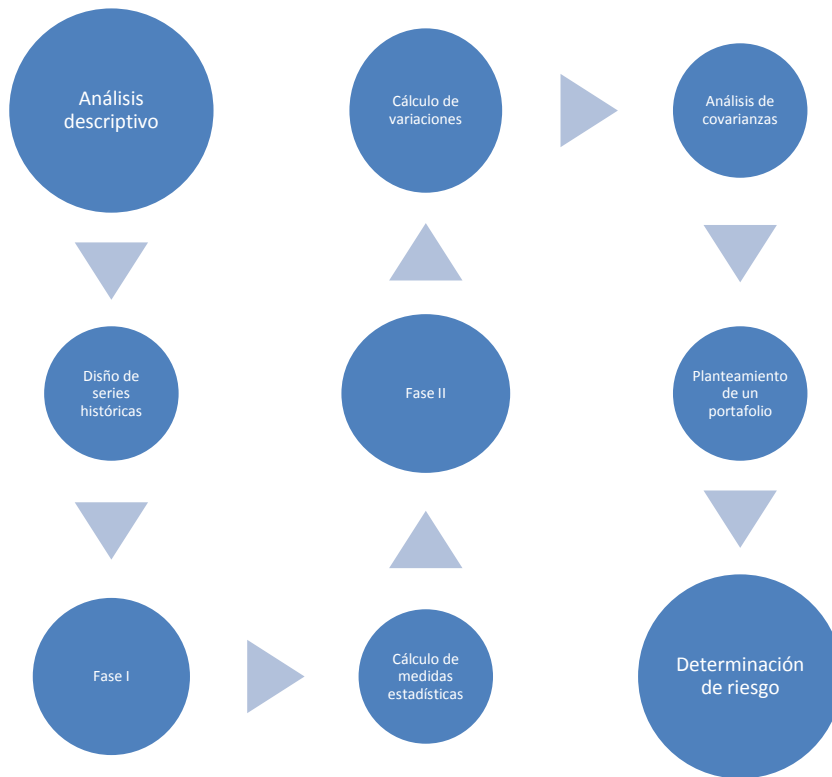 Análisis
descriptivo
Disño de
series
históricas
Fase I
Cálculo de
medidas
estadísticas
Fase II
Cálculo de
variaciones
Análisis de
covarianzas
Planteamiento
de un
portafolio
Determinación
de riesgo